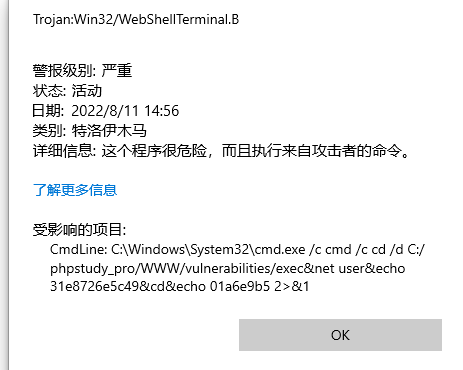 Trojan:Win32/WebShellTerminal.B
警报级别: 严重
状态: 活动
日期: 2022/8/11 14:56
类别: 特洛伊木马
详细信息: 这个程序很危险，而且执行来自攻击者的命令。
了解更多信息
受影响的项目:
CmdLine: C:\Windows\System32\cmd.exe /c cmd /c cd /d C:/
phpstudy_pro/WWW/vulnerabilities/exec&net user&echo
31e8726e5c49&cd&echo 01a6e9b5 2>&1
OK